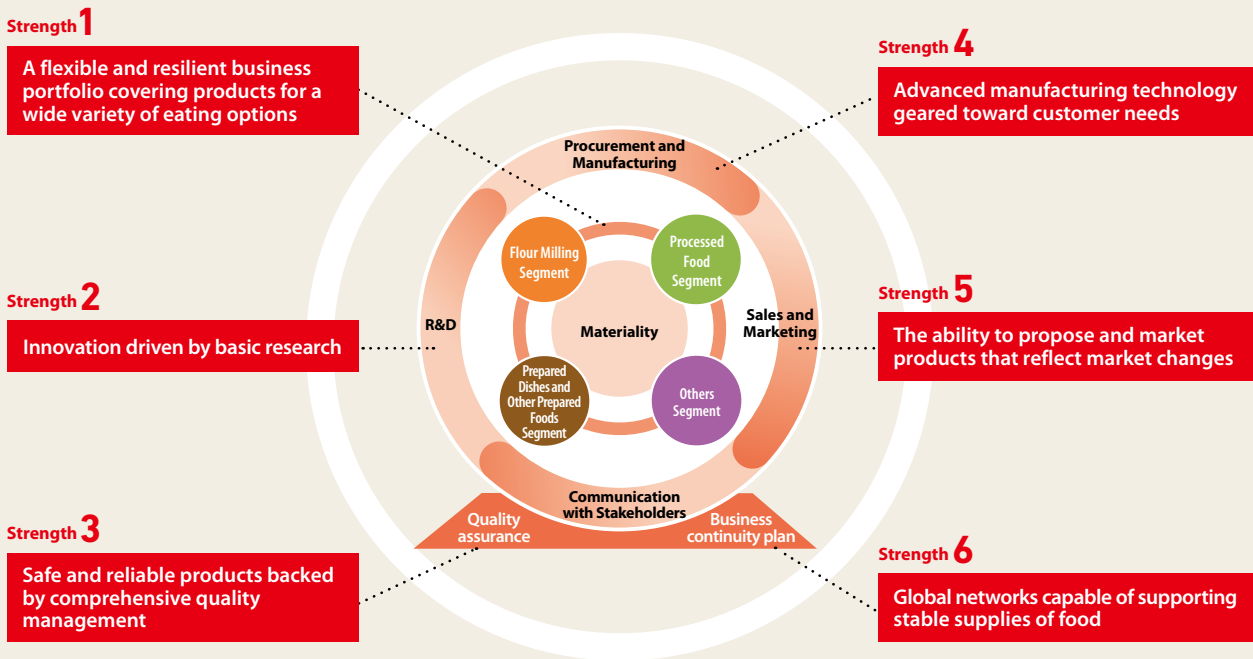 Strength 1
A flexible and resilient business
portfolio covering products for a
wide variety of eating options
Strength 2
Innovation driven by basic research
Strength 3
Safe and reliable products backed
by comprehensive quality
management
Procurement and
Manufacturing
Flour Milling
Segment
Processed
Food
Segment
R&D
Materiality
Sales and
Marketing
Prepared
Dishes and
Other Prepared
Foods
Segment
Others
Segment
Communication
with Stakeholders
Quality
assurance
Business
continuity plan
Strength 4
Advanced manufacturing technology
geared toward customer needs
Strength 5
The ability to propose and market
products that reflect market changes
Strength 6
Global networks capable of supporting
stable supplies of food